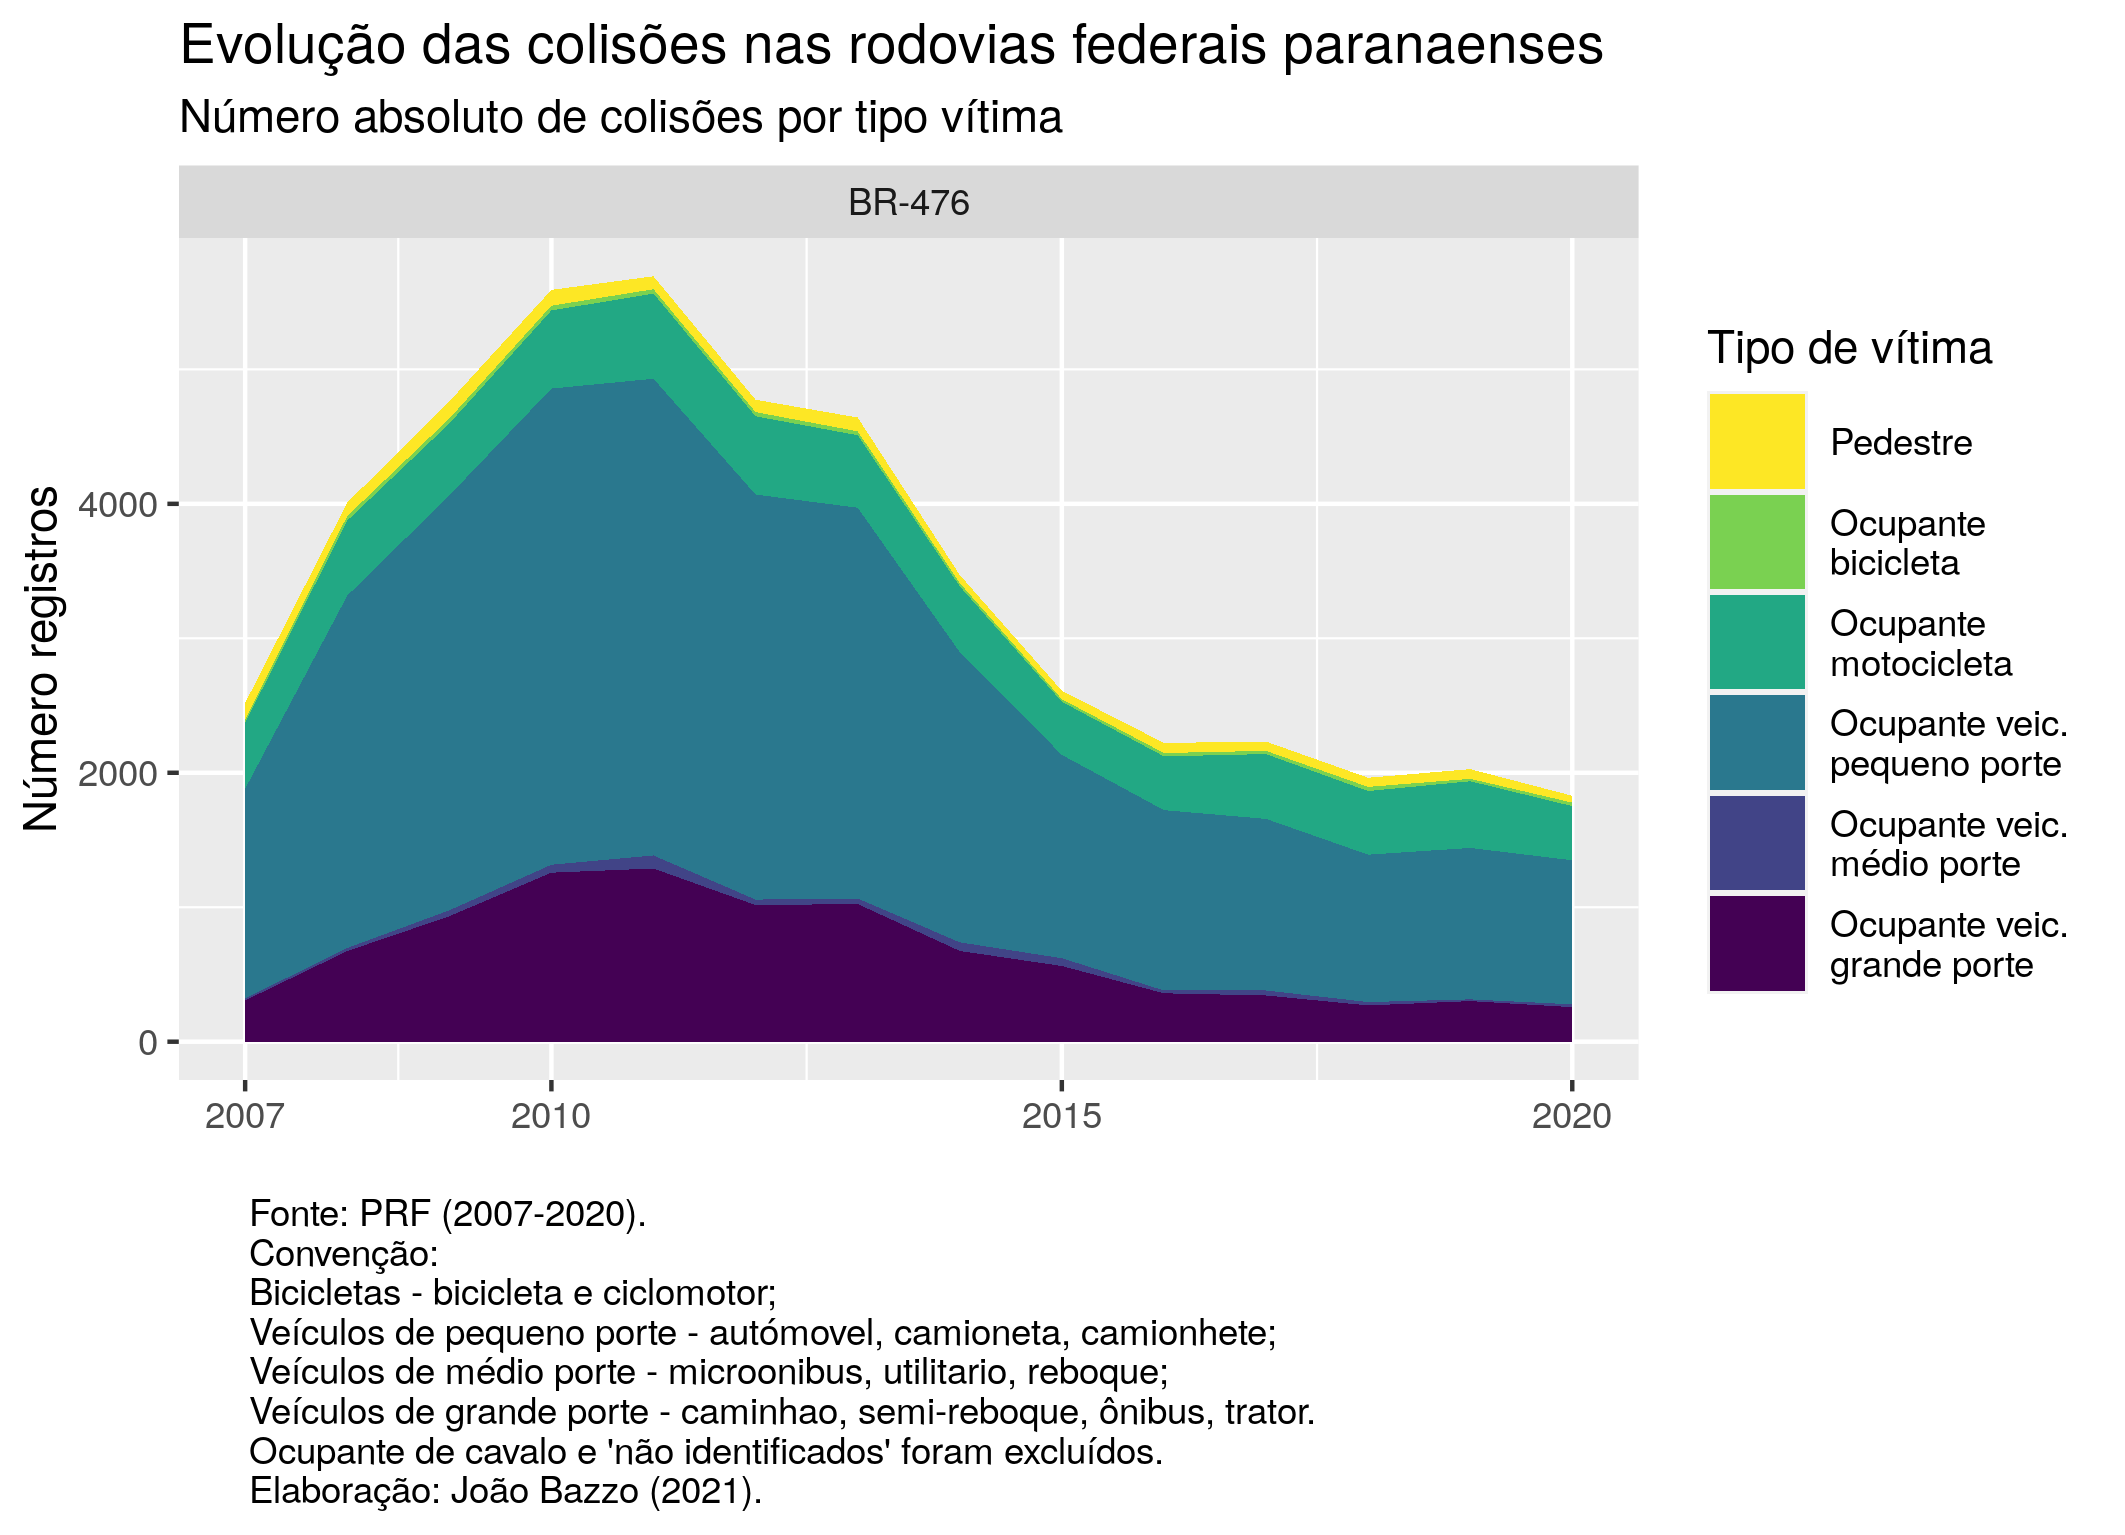 Evolução das colisões nas rodovias federais paranaenses
Número absoluto de colisões por tipo vítima
BR-476
Número registros
4000
2000
0
2007
2010
2015
2020
Tipo de vítima
Pedestre
Ocupante
bicicleta
Ocupante
motocicleta
Ocupante veic.
pequeno porte
Ocupante veic.
médio porte
Ocupante veic.
grande porte
Fonte: PRF (2007-2020).
Convenção:
Bicicletas - bicicleta e ciclomotor;
Veículos de pequeno porte - autómovel, camioneta, camionhete;
Veículos de médio porte - microonibus, utilitario, reboque;
Veículos de grande porte - caminhao, semi-reboque, ônibus, trator.
Ocupante de cavalo e 'não identificados' foram excluídos.
Elaboração: João Bazzo (2021).